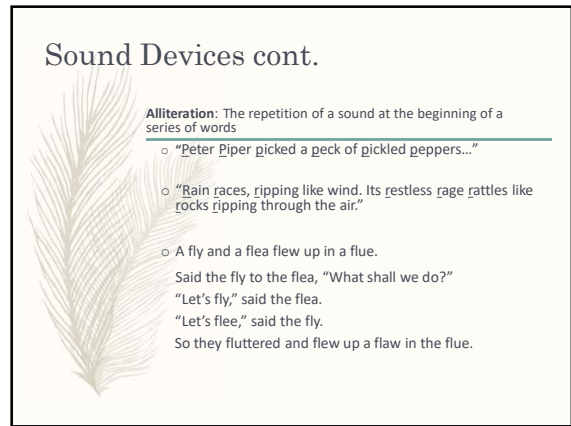 Sound Devices cont.
Alliteration: The repetition of a sound at the beginning of a
series of words
○ “Peter Piper picked a peck of pickled peppers…”
○ “Rain races, ripping like wind. Its restless rage rattles like
rocks ripping through the air.”
○ A fly and a flea flew up in a flue.
Said the fly to the flea, “What shall we do?”
“Let’s fly,” said the flea.
“Let’s flee,” said the fly.
So they fluttered and flew up a flaw in the flue.